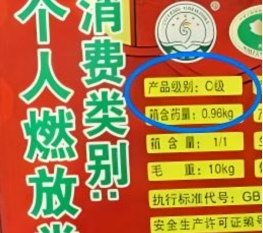 消费类别:
个人燃放类
产品级别: C级
箱含药量: 0.96kg
箱含量: 1/1
毛重: 10kg
执行标准代号: GB
安全生产许可证编号